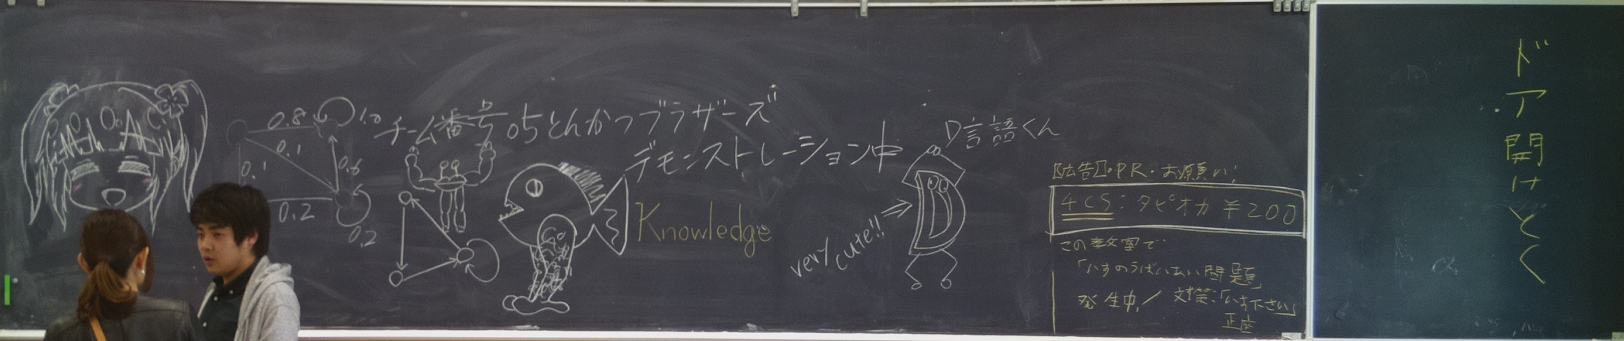 0.8
1.0
0.1
0.1
0.6
0.2
0.2
チーム番号05とんかつブラザーズ
デモンストレーション中
Knowledge
D言語くん
very cute!!
【広告】・PR・お願い!
4CS:タピオカ ¥200
この教室で
「いすのうばいあい問題」
発生中!
対策:「いす下さい」
正座
ドア開けとく